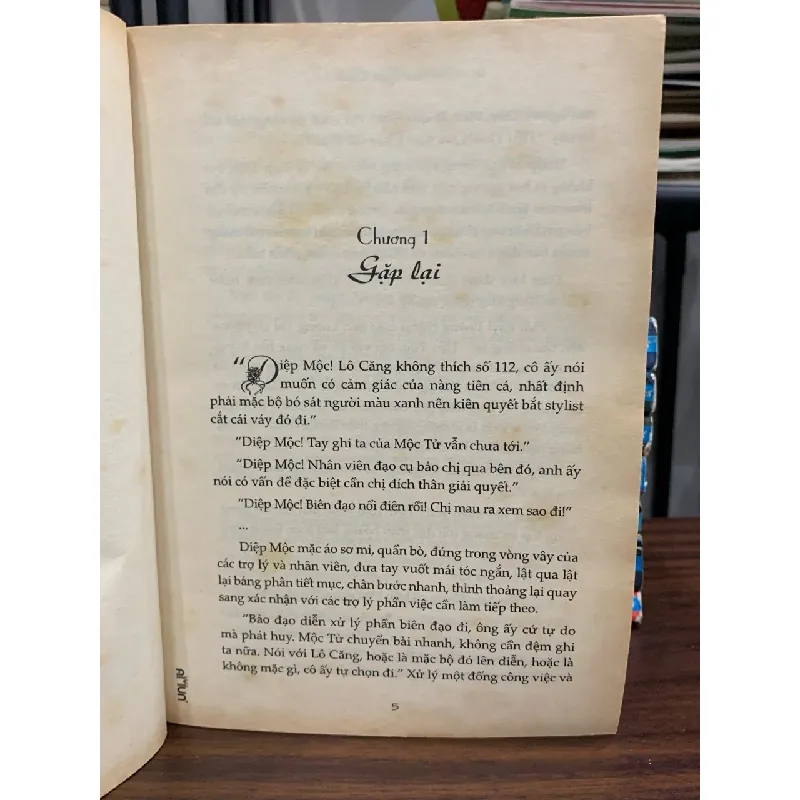 Chương 1
Gặp lại
“Diệp Mộc! Lô Căng không thích số 112, cô ấy nói
muốn có cảm giác của nàng tiên cá, nhất định
phải mặc bộ bó sát người màu xanh nên kiên quyết bắt stylist
cắt cái váy đó đi.”
“Diệp Mộc! Tay ghi ta của Mộc Tử vẫn chưa tới.”
“Diệp Mộc! Nhân viên đạo cụ bảo chị qua bên đó, anh ấy
nói có vấn đề đặc biệt cần chị đích thân giải quyết.”
“Diệp Mộc! Biên đạo nổi điên rồi! Chị mau ra xem sao đi!”
...
Diệp Mộc mặc áo sơ mi, quần bò, đứng trong vòng vây của
các trợ lý và nhân viên, đưa tay vuốt mái tóc ngắn, lật qua lật
lại bảng phân tiết mục, chân bước nhanh, thỉnh thoảng lại quay
sang xác nhận với các trợ lý phần việc cần làm tiếp theo.
“Bảo đạo diễn xử lý phần biên đạo đi, ông ấy cứ tự do
mà phát huy. Mộc Tử chuyển bài nhanh, không cần đệm ghi
ta nữa. Nói với Lô Căng, hoặc là mặc bộ đó lên diễn, hoặc là
không mặc gì, cô ấy tự chọn đi.” Xử lý một đống công việc và
5